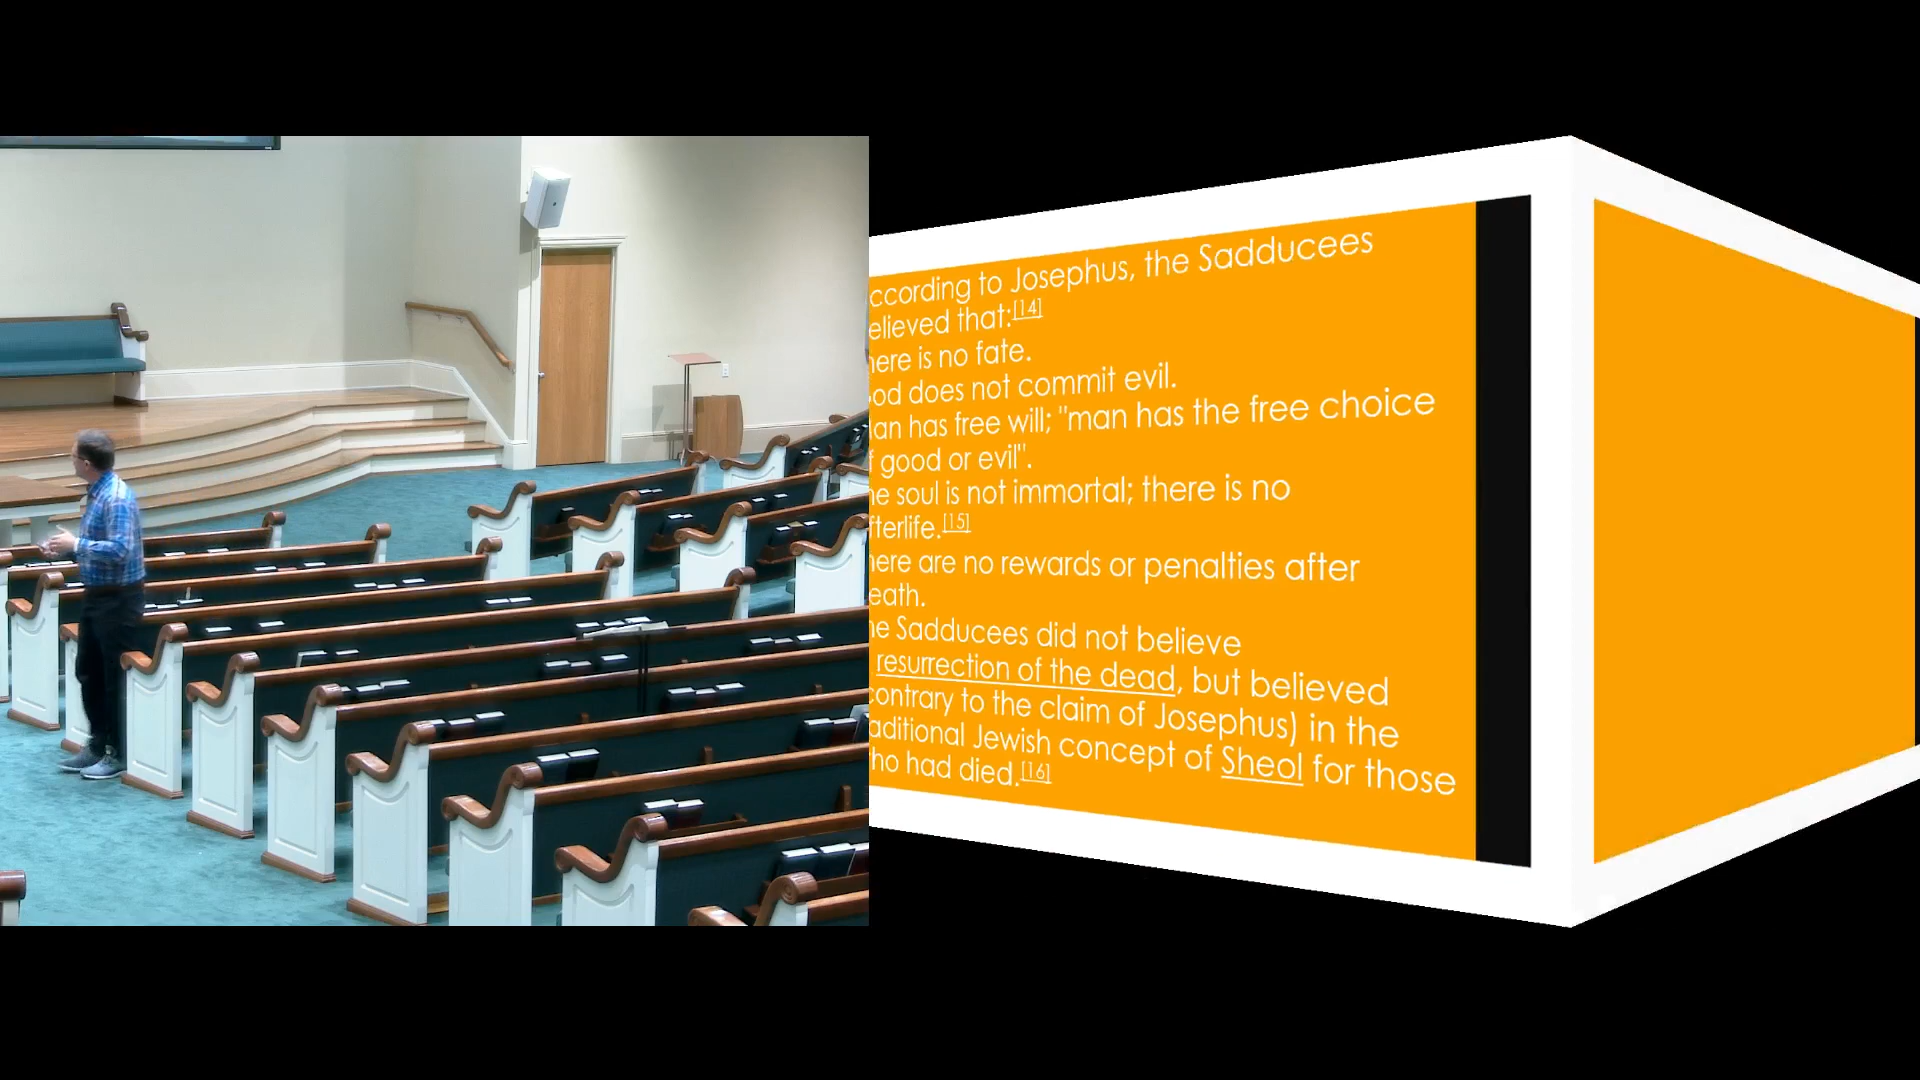 ccording to Josephus, the Sadducees
elieved that:[14]
here is no fate.
od does not commit evil.
an has free will; "man has the free choice
f good or evil".
he soul is not immortal; there is no
fterlife.[15]
here are no rewards or penalties after
eath.
he Sadducees did not believe
resurrection of the dead, but believed
contrary to the claim of Josephus) in the
aditional Jewish concept of Sheol for those
ho had died.[16]